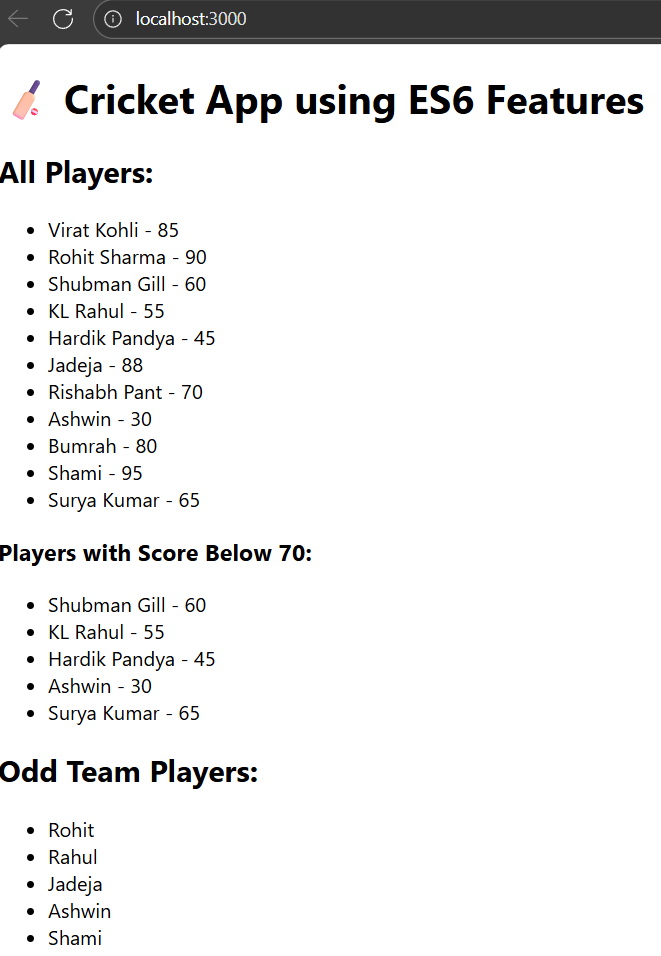 localhost:3000
Cricket App using ES6 Features
All Players:
Virat Kohli - 85
Rohit Sharma - 90
Shubman Gill - 60
KL Rahul - 55
Hardik Pandya - 45
Jadeja - 88
Rishabh Pant - 70
Ashwin - 30
Bumrah - 80
Shami - 95
Surya Kumar - 65
Players with Score Below 70:
Shubman Gill - 60
KL Rahul - 55
Hardik Pandya - 45
Ashwin - 30
Surya Kumar - 65
Odd Team Players:
Rohit
Rahul
Jadeja
Ashwin
Shami